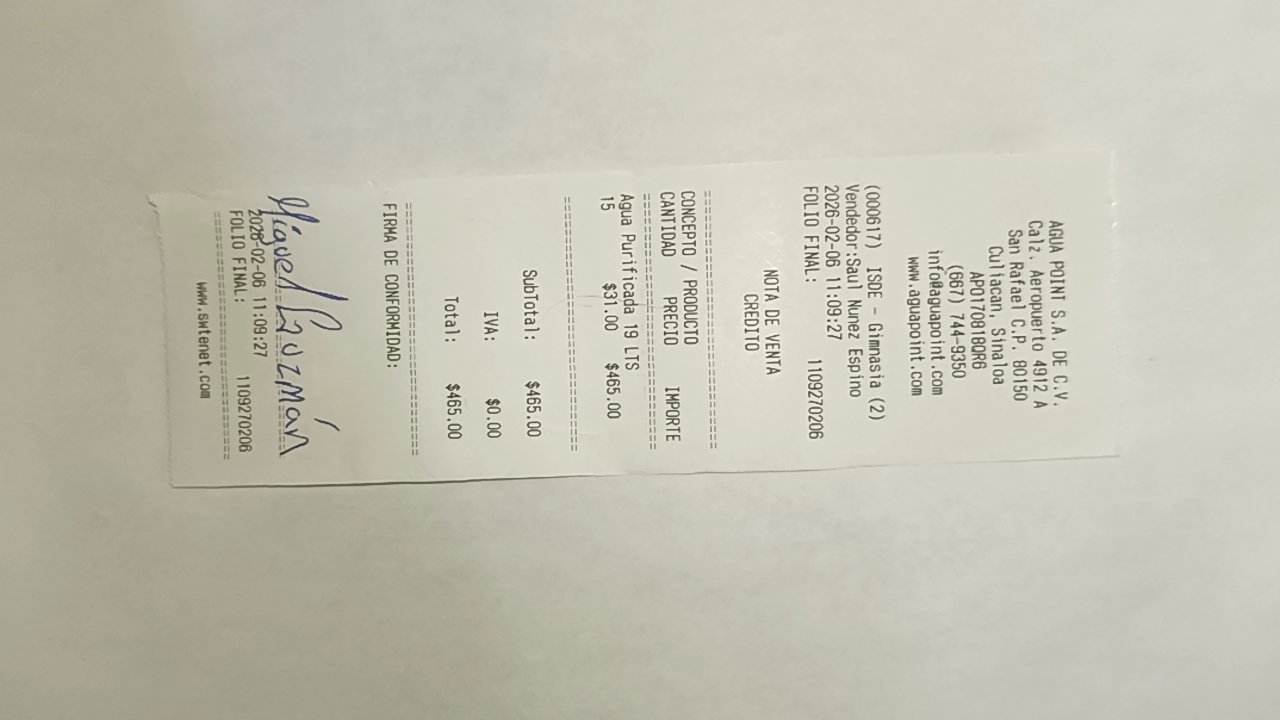 AGUA POINT S.A. DE C.V.
Calz. Aeropuerto 4912 A
San Rafael C.P. 80150
Culiacan, Sinaloa
APO170818QR6
(667) 744-9350
info@aguapoint.com
www.aguapoint.com
(000617) ISDE - Gimnasia (2)
Vendedor:Saul Nunez Espino
2026-02-06 11:09:27
FOLIO FINAL: 1109270206
NOTA DE VENTA
CREDITO
==============================
CONCEPTO / PRODUCTO
CANTIDAD PRECIO IMPORTE
==============================
Agua Purificada 19 LTS
15 $31.00 $465.00
==============================
SubTotal: $465.00
IVA: $0.00
Total: $465.00
==============================
FIRMA DE CONFORMIDAD:
Miguel Guzmán
==============================
2026-02-06 11:09:27
FOLIO FINAL: 1109270206
==============================
www.swtenet.com